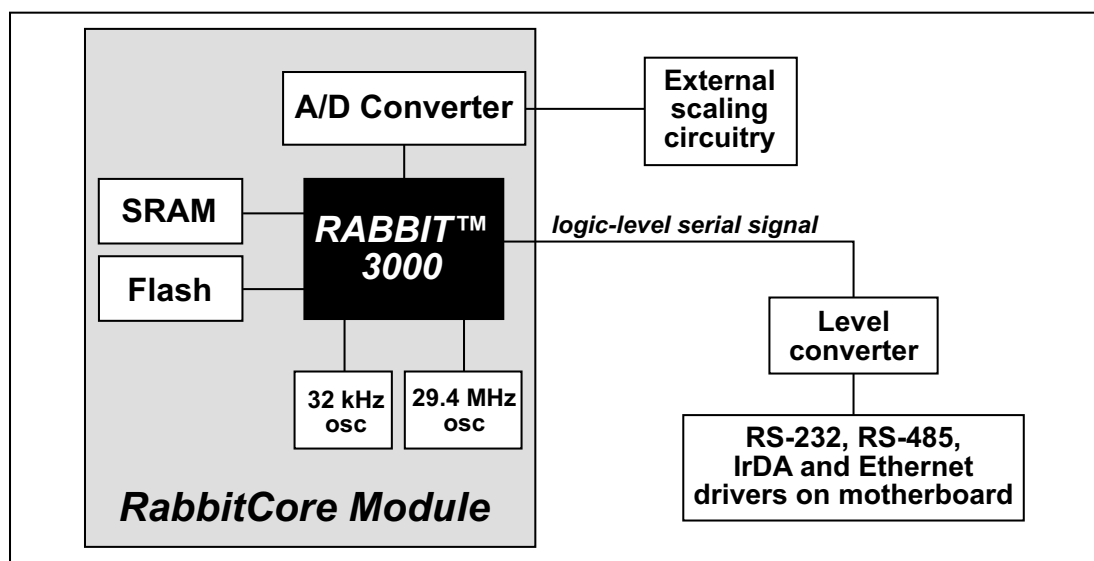 A/D Converter
External
scaling
circuitry
SRAM
RABBIT™
3000
logic-level serial signal
Flash
Level
converter
32 kHz
osc
29.4 MHz
osc
RS-232, RS-485,
IrDA and Ethernet
drivers on motherboard
RabbitCore Module